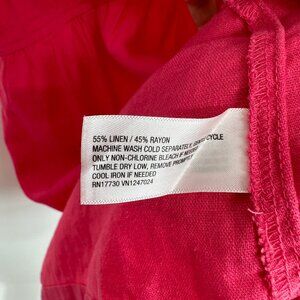 55% LINEN / 45% RAYON
MACHINE WASH COLD SEPARATELY, CYCLE
ONLY NON-CHLORINE BLEACH IF NEEDED
TUMBLE DRY LOW, REMOVE
COOL IRON IF NEEDED
RN17730 VN1247024